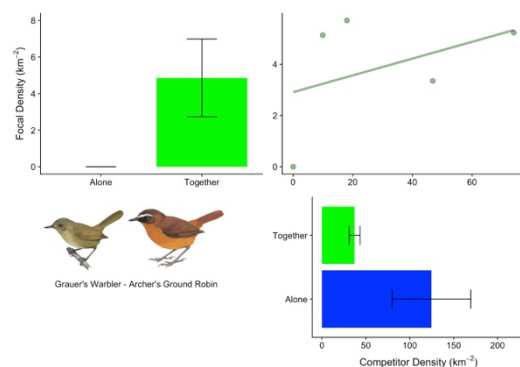 8
6
4
2
0
Focal Density (km⁻²)
Alone
Together
4
2
0
0
20
40
60
Grauer's Warbler - Archer's Ground Robin
Together
Alone
0
50
100
150
200
Competitor Density (km⁻²)